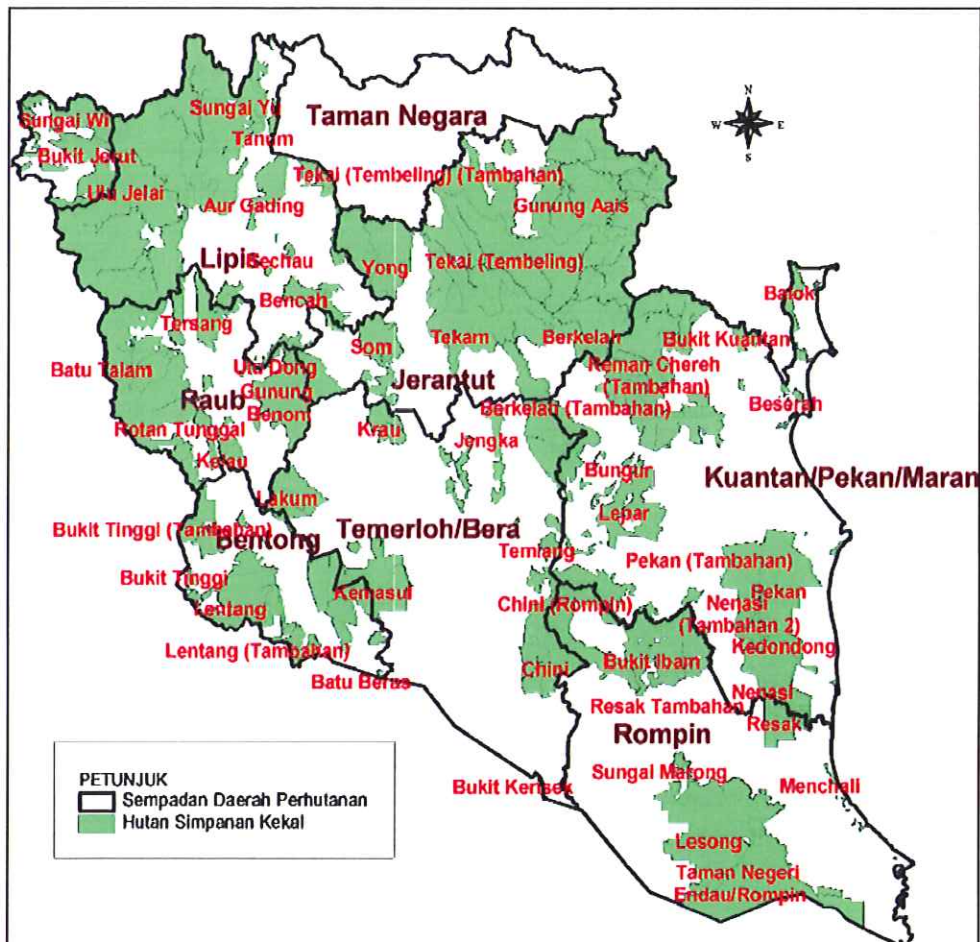 N
W E
S
Sungai Wi
Sungai Yu
Taman Negara
Tanum
Bukit Jerut
Tekai (Tembeling) (Tambahan)
Ulu Jelai
Aur Gading
Gunung Aais
Lipis
Kechau
Yong
Tekai (Tembeling)
Bencah
Balok
Tersang
Som
Tekam
Berkelah
Bukit Kuantan
Batu Talam
Ulu Dong
Gunung
Benom
Jerantut
Reman Chereh
(Tambahan)
Raub
Berkelah (Tambahan)
Beserah
Rotan Tunggal
Krau
Jengka
Kelau
Bungur
Kuantan/Pekan/Maran
Lakum
Lepar
Bukit Tinggi (Tambahan)
Bentong
Temerloh/Bera
Temiang
Pekan (Tambahan)
Bukit Tinggi
Kemasul
Pekan
Lentang
Chini (Rompin)
Nenasi
(Tambahan 2)
Lentang (Tambahan)
Kedondong
Batu Beras
Chini
Bukit Ibam
Nenasi
Resak Tambahan
Resak
Rompin
Sungai Marong
Bukit Kertsek
Menchali
Lesong
Taman Negeri
Endau/Rompin
PETUNJUK
Sempadan Daerah Perhutanan
Hutan Simpanan Kekal